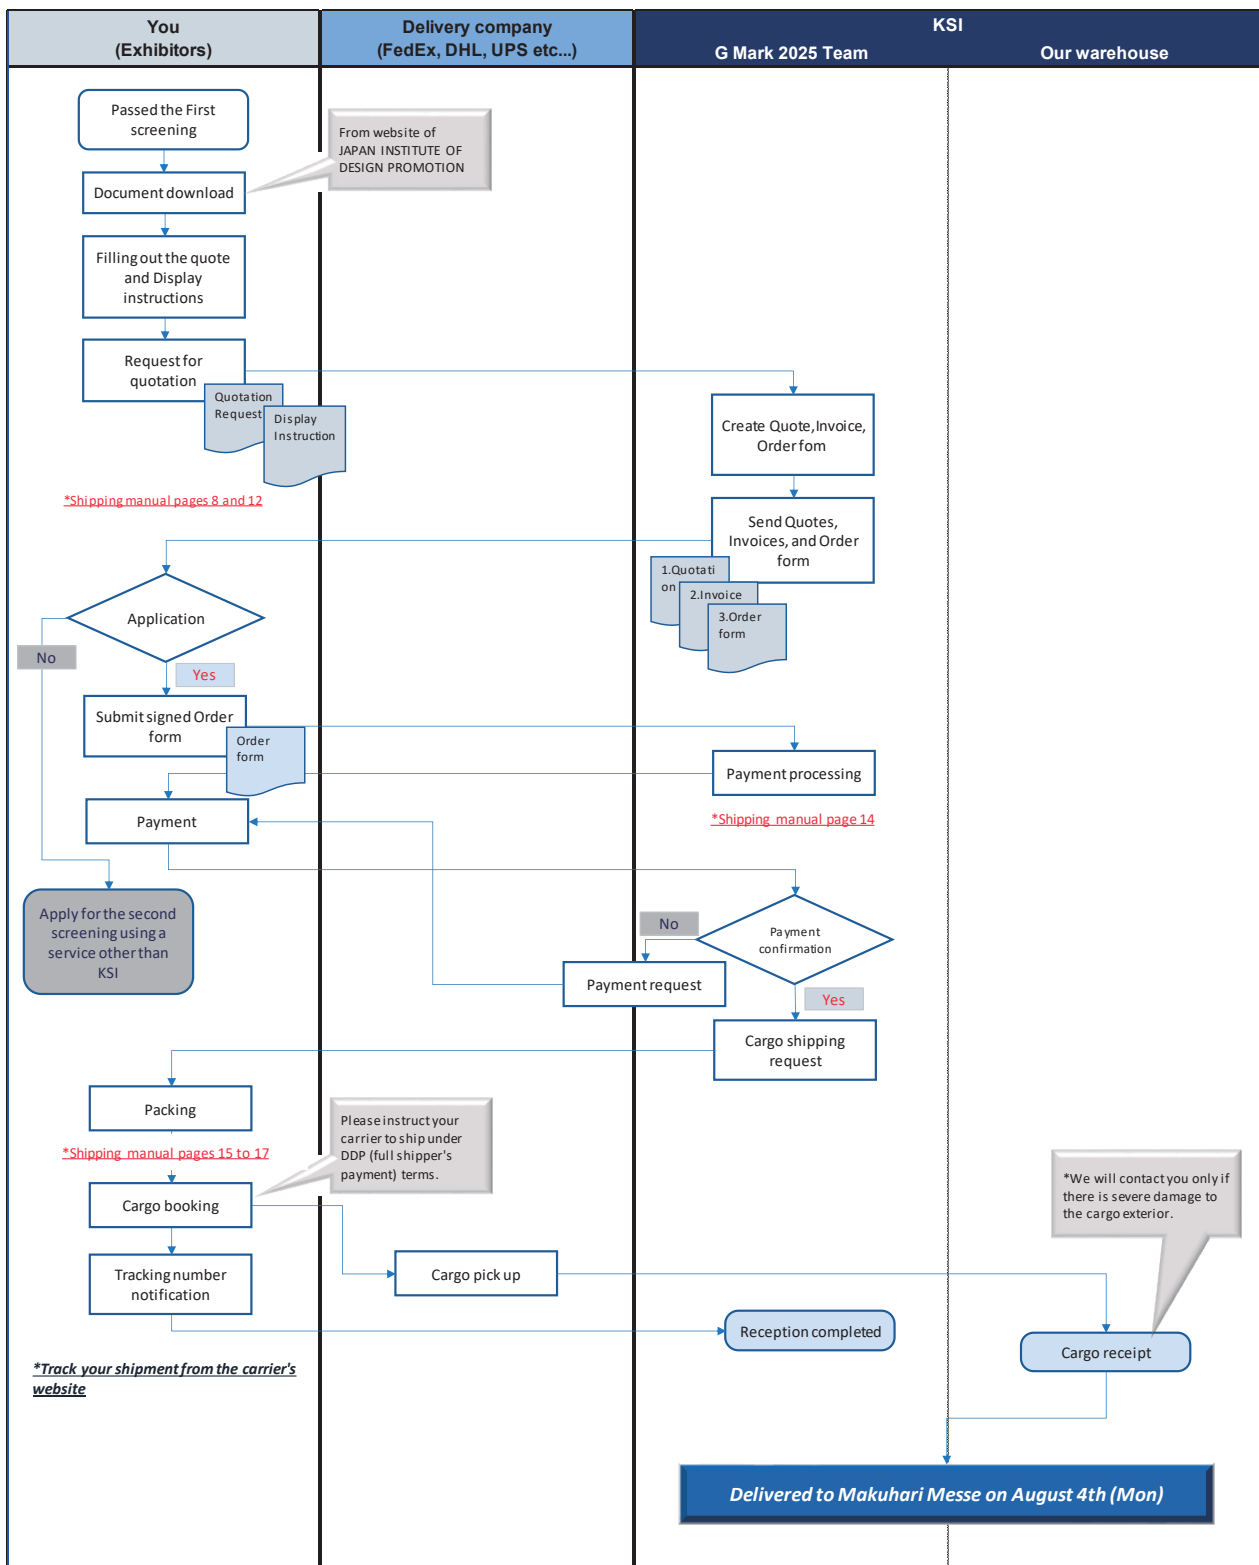 You
(Exhibitors)
Delivery company
(FedEx, DHL, UPS etc...)
KSI
G Mark 2025 Team
Our warehouse
Passed the First
screening
From website of
JAPAN INSTITUTE OF
DESIGN PROMOTION
Document download
Filling out the quote
and Display
instructions
Request for
quotation
Quotation
Request
Display
Instruction
Create Quote,Invoice,
Order fom
*Shipping manual pages 8 and 12
Send Quotes,
Invoices, and Order
form
1.Quotati
on
2.Invoice
3.Order
form
Application
No
Yes
Submit signed Order
form
Order
form
Payment processing
Payment
*Shipping manual page 14
Apply for the second
screening using a
service other than
KSI
No
Payment
confirmation
Payment request
Yes
Cargo shipping
request
Packing
Please instruct your
carrier to ship under
DDP (full shipper's
payment) terms.
*Shipping manual pages 15 to 17
*We will contact you only if
there is severe damage to
the cargo exterior.
Cargo booking
Tracking number
notification
Cargo pick up
Reception completed
Cargo receipt
*Track your shipment from the carrier's
website
Delivered to Makuhari Messe on August 4th (Mon)